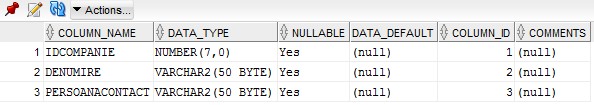 Actions...
COLUMN_NAME DATA_TYPE NULLABLE DATA_DEFAULT COLUMN_ID COMMENTS
1 IDCOMPANIE NUMBER(7,0) Yes (null) 1 (null)
2 DENUMIRE VARCHAR2(50 BYTE) Yes (null) 2 (null)
3 PERSOANACONTACT VARCHAR2(50 BYTE) Yes (null) 3 (null)